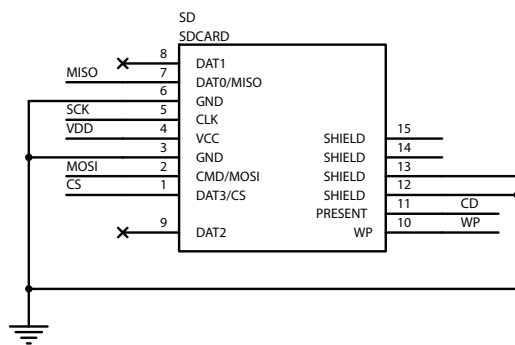 SD
SDCARD
8 DAT1
MISO 7 DAT0/MISO
6 GND
SCK 5 CLK
VDD 4 VCC SHIELD 15
3 GND SHIELD 14
MOSI 2 CMD/MOSI SHIELD 13
CS 1 DAT3/CS SHIELD 12
PRESENT 11 CD
9 DAT2 WP 10 WP